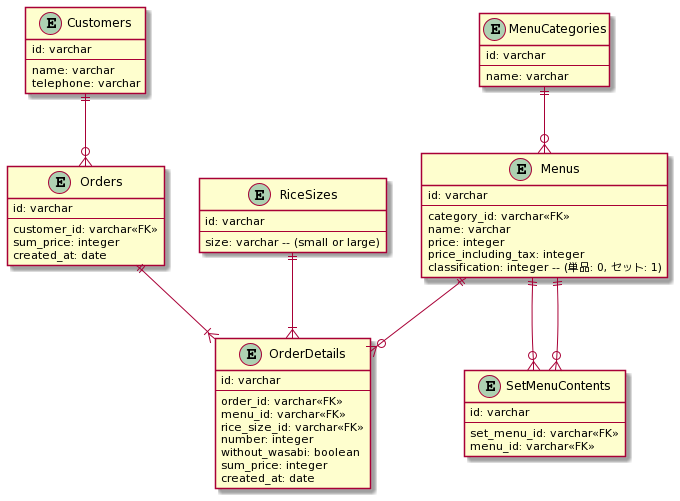 E Customers
id: varchar
name: varchar
telephone: varchar
E MenuCategories
id: varchar
name: varchar
E Orders
id: varchar
customer_id: varchar«FK»
sum_price: integer
created_at: date
E RiceSizes
id: varchar
size: varchar -- (small or large)
E Menus
id: varchar
category_id: varchar«FK»
name: varchar
price: integer
price_including_tax: integer
classification: integer -- (単品: 0, セット: 1)
E OrderDetails
id: varchar
order_id: varchar«FK»
menu_id: varchar«FK»
rice_size_id: varchar«FK»
number: integer
without_wasabi: boolean
sum_price: integer
created_at: date
E SetMenuContents
id: varchar
set_menu_id: varchar«FK»
menu_id: varchar«FK»